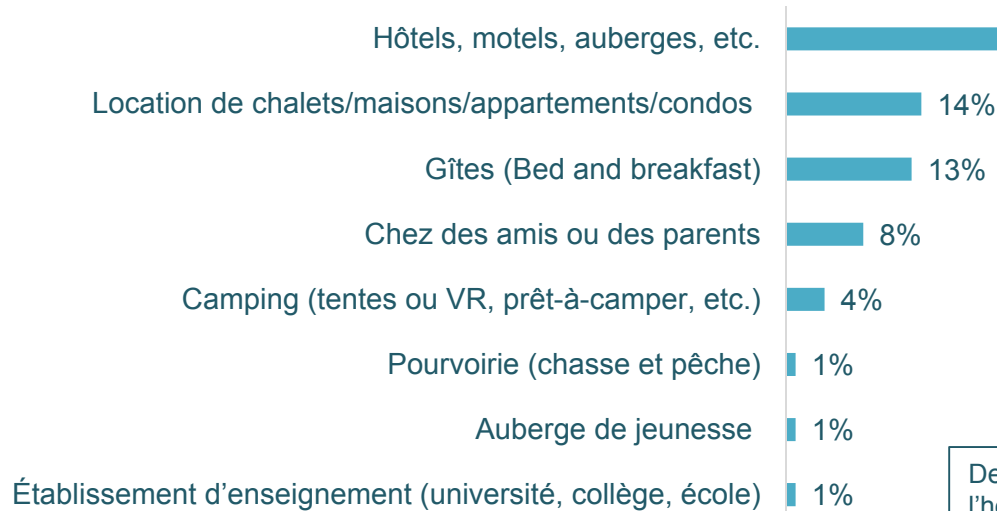 Hôtels, motels, auberges, etc.
Location de chalets/maisons/appartements/condos 14%
Gîtes (Bed and breakfast) 13%
Chez des amis ou des parents 8%
Camping (tentes ou VR, prêt-à-camper, etc.) 4%
Pourvoirie (chasse et pêche) 1%
Auberge de jeunesse 1%
Établissement d’enseignement (université, collège, école) 1%